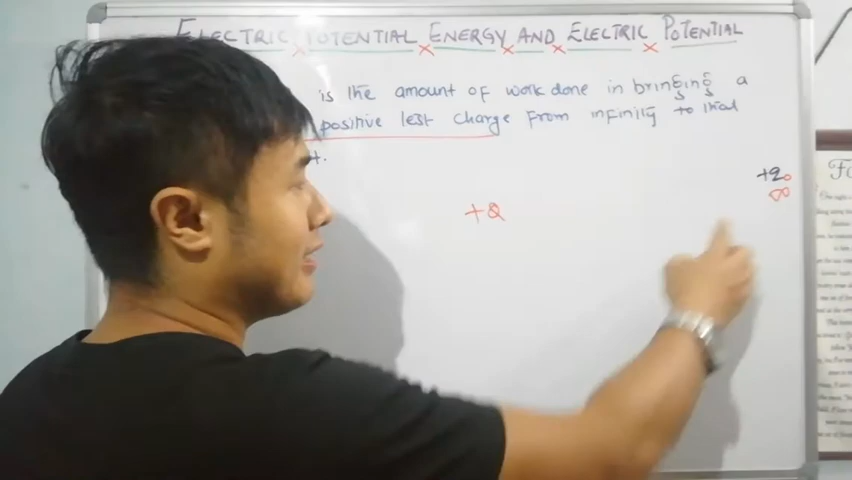 ELECTRIC POTENTIAL ENERGY AND ELECTRIC POTENTIAL
is the amount of work done in bringing a
positive test charge from infinity to that
t.
+q₀
∞
+Q